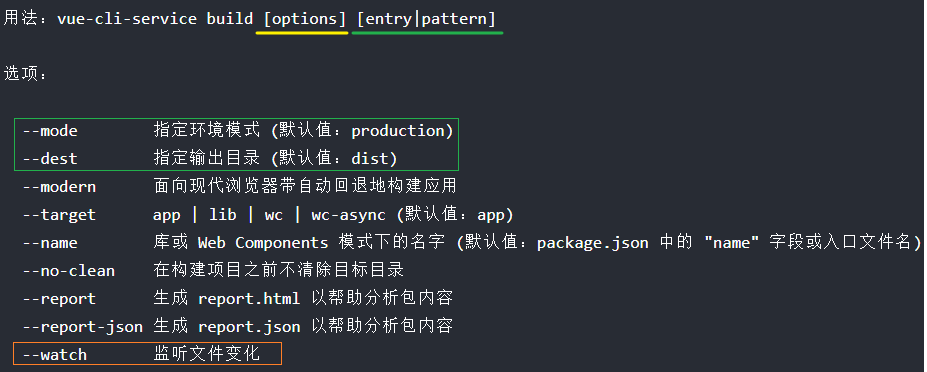 用法：vue-cli-service build [options] [entry|pattern]
选项：
--mode 指定环境模式 (默认值：production)
--dest 指定输出目录 (默认值：dist)
--modern 面向现代浏览器带自动回退地构建应用
--target app | lib | wc | wc-async (默认值：app)
--name 库或 Web Components 模式下的名字 (默认值：package.json 中的 "name" 字段或入口文件名)
--no-clean 在构建项目之前不清除目标目录
--report 生成 report.html 以帮助分析包内容
--report-json 生成 report.json 以帮助分析包内容
--watch 监听文件变化